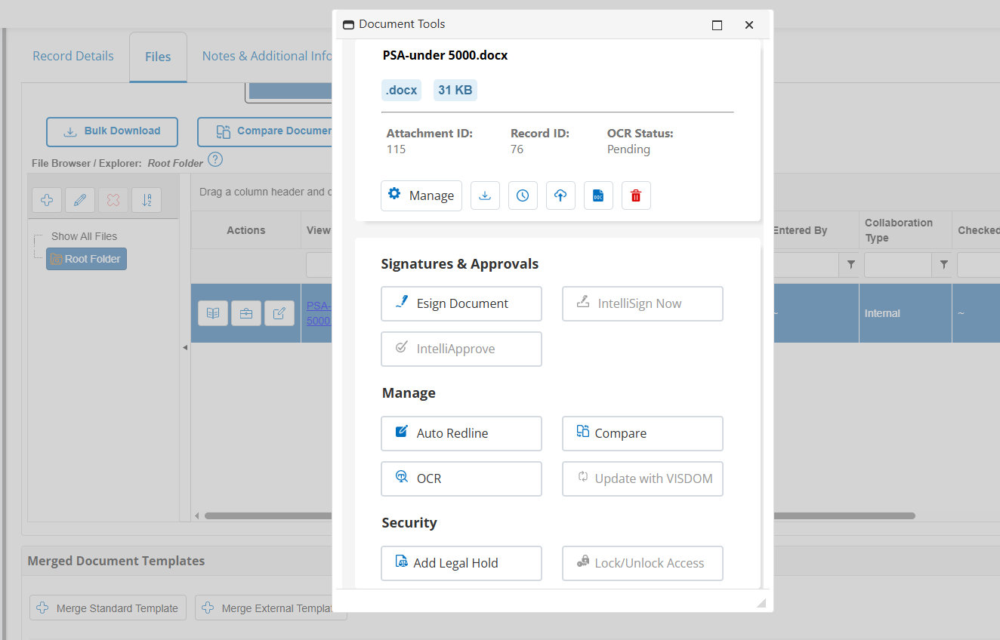 Document Tools
Record Details
Files
Notes & Additional Info
PSA-under 5000.docx
.docx
31 KB
Bulk Download
Compare Documen
Attachment ID:
Record ID:
OCR Status:
115
76
Pending
File Browser / Explorer: Root Folder ?
Manage
DOC
Drag a column header and
Show All Files
Root Folder
Actions
View
Entered By
Collaboration
Type
Checked
PSA-
5000
~
Internal
~
Signatures & Approvals
Esign Document
IntelliSign Now
IntelliApprove
Manage
Auto Redline
Compare
OCR
Update with VISDOM
Security
Add Legal Hold
Lock/Unlock Access
Merged Document Templates
Merge Standard Template
Merge External Templat